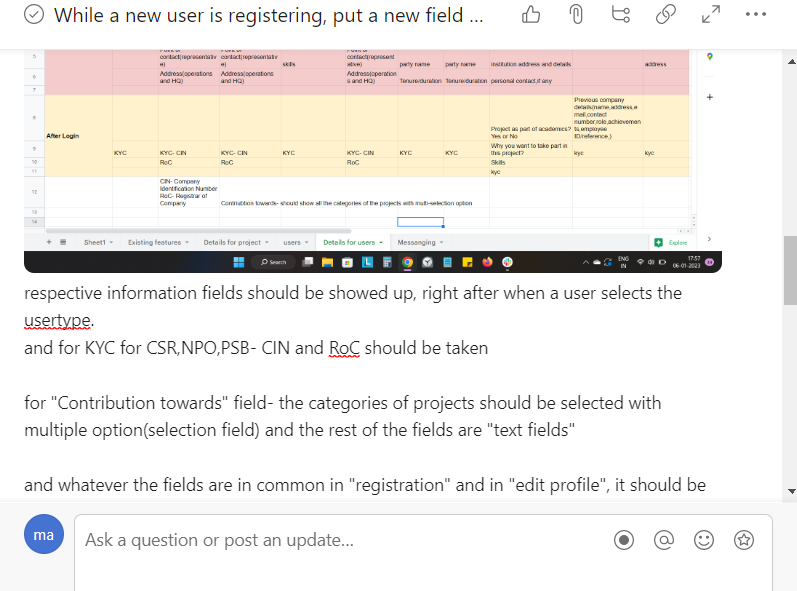 While a new user is registering, put a new field ...
5
contact(representativ contact(representativ contact(represent
e) e) skills ative) party name party name institution address and details address
6
Address(operations Address(operations Address(operation
and HQ) and HQ) s and HQ) Tenure/duration Tenure/duration personal contact,if any
7
Previous company
details(name,address,e
mail,contact
8
number,role,achievemen
Project as part of academics? ts,employee
After Login
Yes or No ID/reference,)
9
Why you want to take part in
KYC KYC- CIN KYC- CIN KYC KYC- CIN KYC KYC this project? kyc kyc
10
RoC RoC RoC Skills
11
kyc
CIN- Company
12
Identification Number
RoC- Registrar of
Company Contribution towards- should show all the categories of the projects with multi-selection option
13
14
Sheet1 Existing features Details for project users Details for users Messanging Explore
Search ENG 17:57
IN 06-01-2023
respective information fields should be showed up, right after when a user selects the
usertype.
and for KYC for CSR,NPO,PSB- CIN and RoC should be taken
for "Contribution towards" field- the categories of projects should be selected with
multiple option(selection field) and the rest of the fields are "text fields"
and whatever the fields are in common in "registration" and in "edit profile", it should be
ma
Ask a question or post an update...